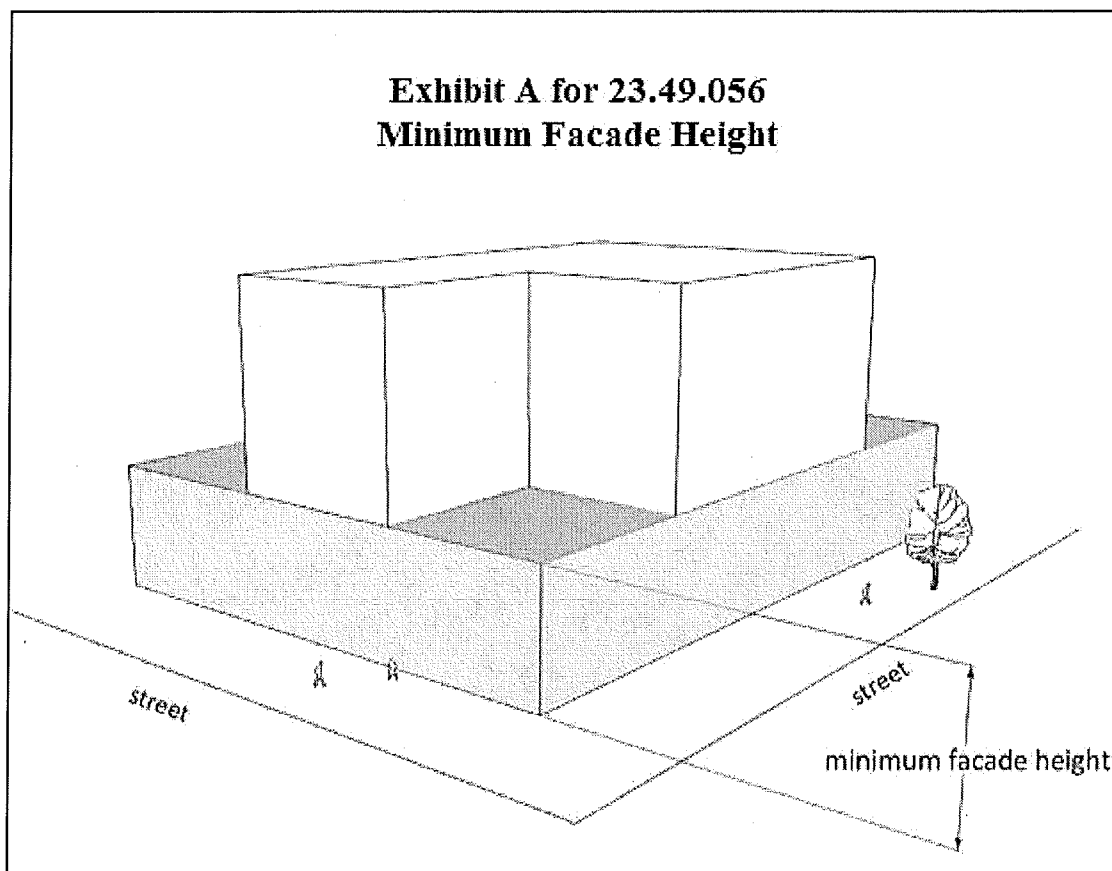 Exhibit A for 23.49.056
Minimum Facade Height
street
street
minimum facade height